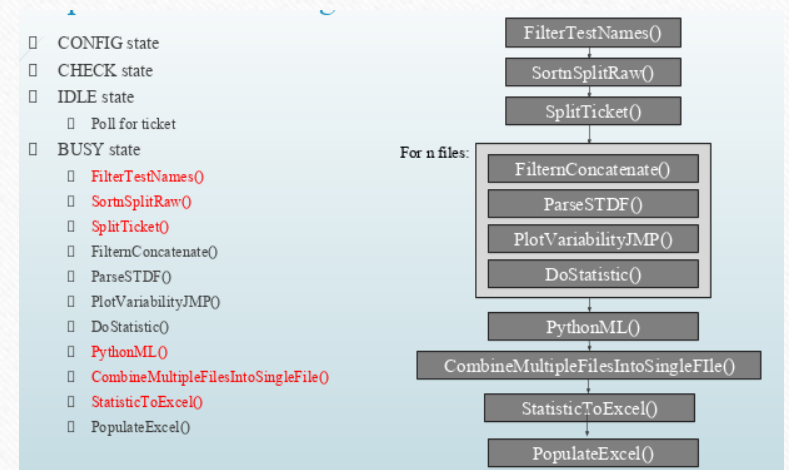 CONFIG state
CHECK state
IDLE state
Poll for ticket
BUSY state
FilterTestNames()
SortnSplitRaw()
SplitTicket()
FilternConcatenate()
ParseSTDF()
PlotVariabilityJMP()
DoStatistic()
PythonML()
CombineMultipleFilesIntoSingleFile()
StatisticToExcel()
PopulateExcel()
FilterTestNames()
SortnSplitRaw()
SplitTicket()
For n files:
FilternConcatenate()
ParseSTDF()
PlotVariabilityJMP()
DoStatistic()
PythonML()
CombineMultipleFilesIntoSingleFIle()
StatisticToExcel()
PopulateExcel()